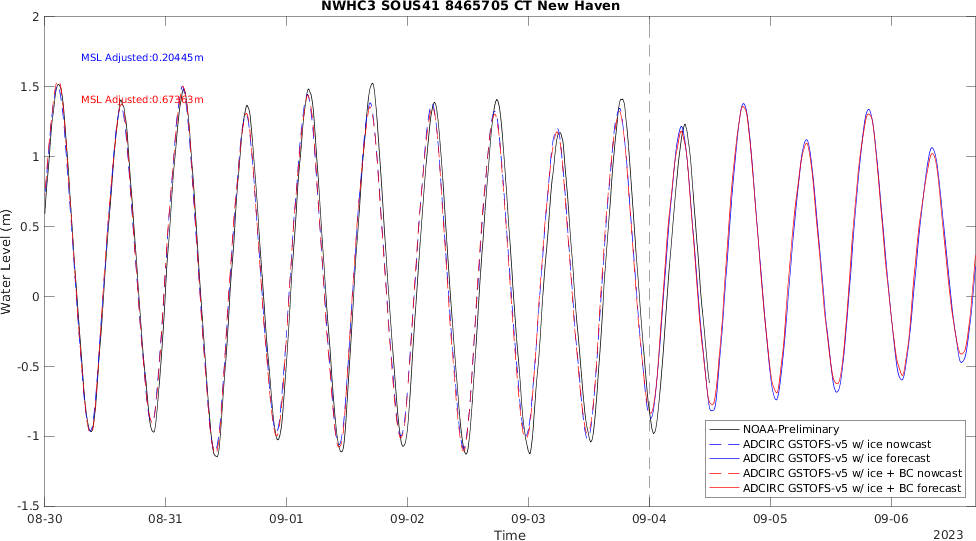 NWHC3 SOUS41 8465705 CT New Haven
2
MSL Adjusted:0.20445m
1.5
MSL Adjusted:0.67363m
1
0.5
Water Level (m)
0
-0.5
-1
-1.5
NOAA-Preliminary
ADCIRC GSTOFS-v5 w/ ice nowcast
ADCIRC GSTOFS-v5 w/ ice forecast
ADCIRC GSTOFS-v5 w/ ice + BC nowcast
ADCIRC GSTOFS-v5 w/ ice + BC forecast
08-30 08-31 09-01 09-02 09-03 09-04 09-05 09-06
Time
2023